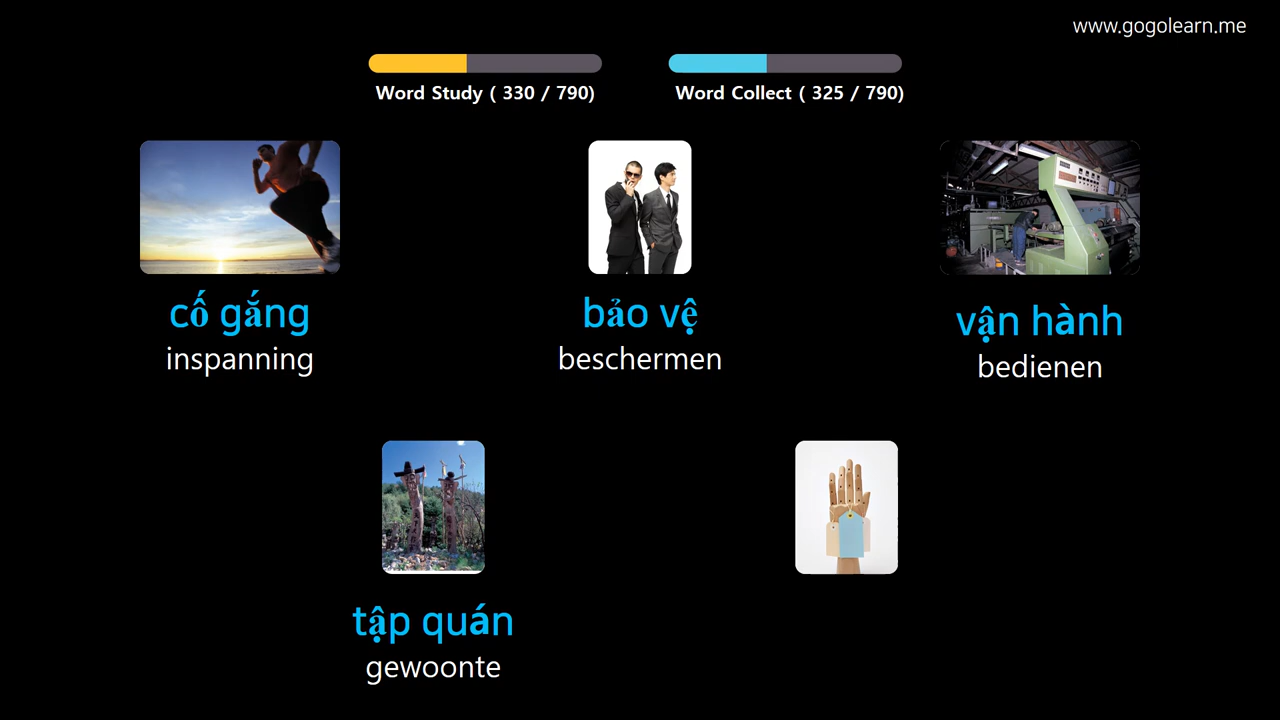 www.gogolearn.me
Word Study ( 330 / 790)
Word Collect ( 325 / 790)
cố gắng
inspanning
bảo vệ
beschermen
vận hành
bedienen
tập quán
gewoonte